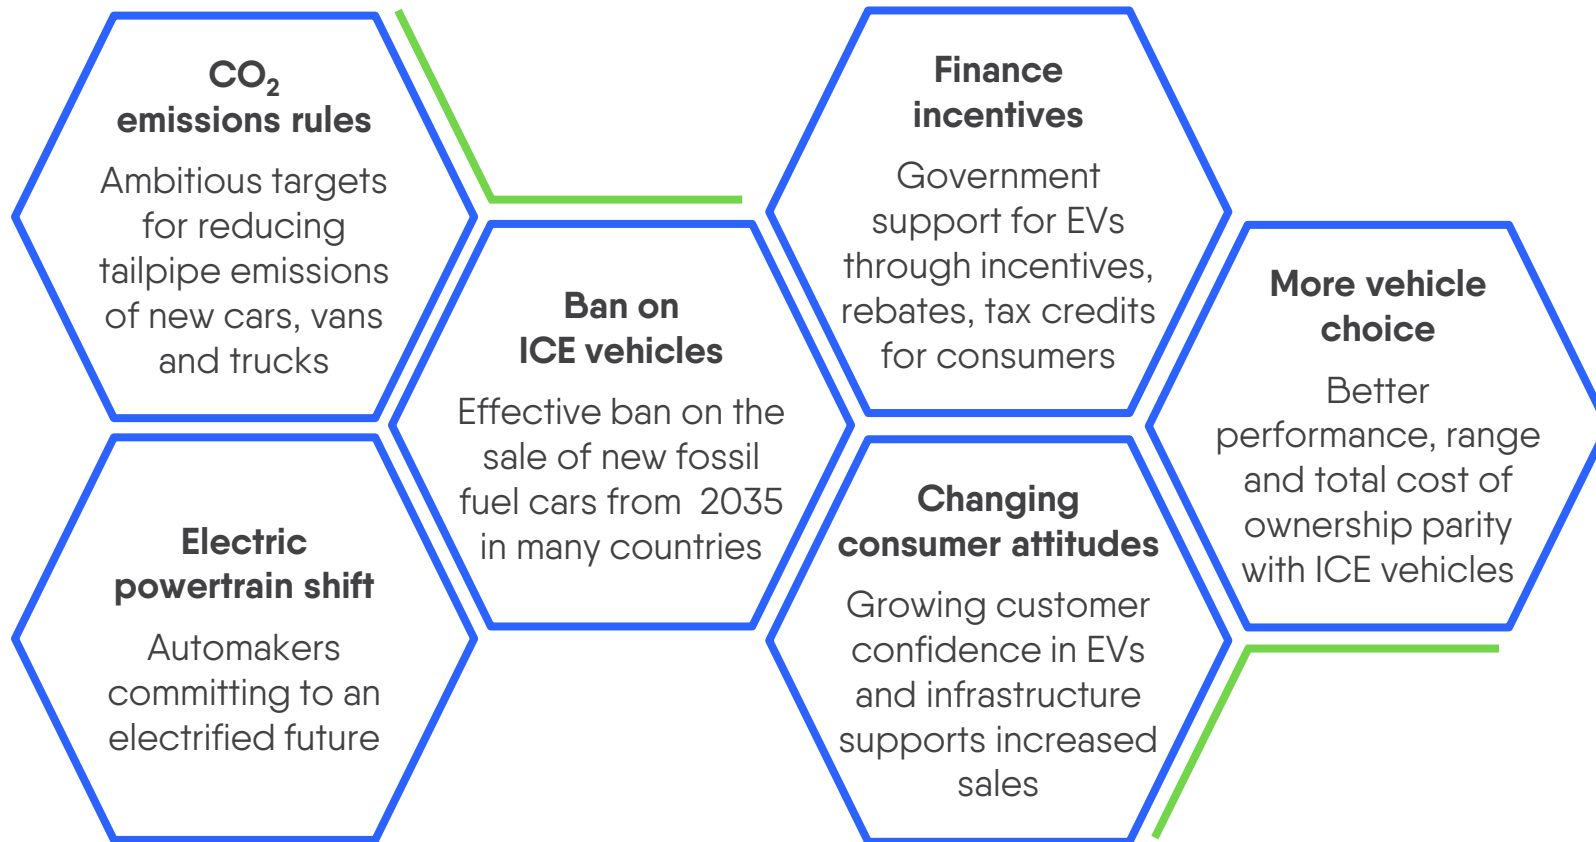 CO₂
emissions rules
Ambitious targets
for reducing
tailpipe emissions
of new cars, vans
and trucks
Electric
powertrain shift
Automakers
committing to an
electrified future
Ban on
ICE vehicles
Effective ban on the
sale of new fossil
fuel cars from  2035
in many countries
Finance
incentives
Government
support for EVs
through incentives,
rebates, tax credits
for consumers
Changing
consumer attitudes
Growing customer
confidence in EVs
and infrastructure
supports increased
sales
More vehicle
choice
Better
performance, range
and total cost of
ownership parity
with ICE vehicles